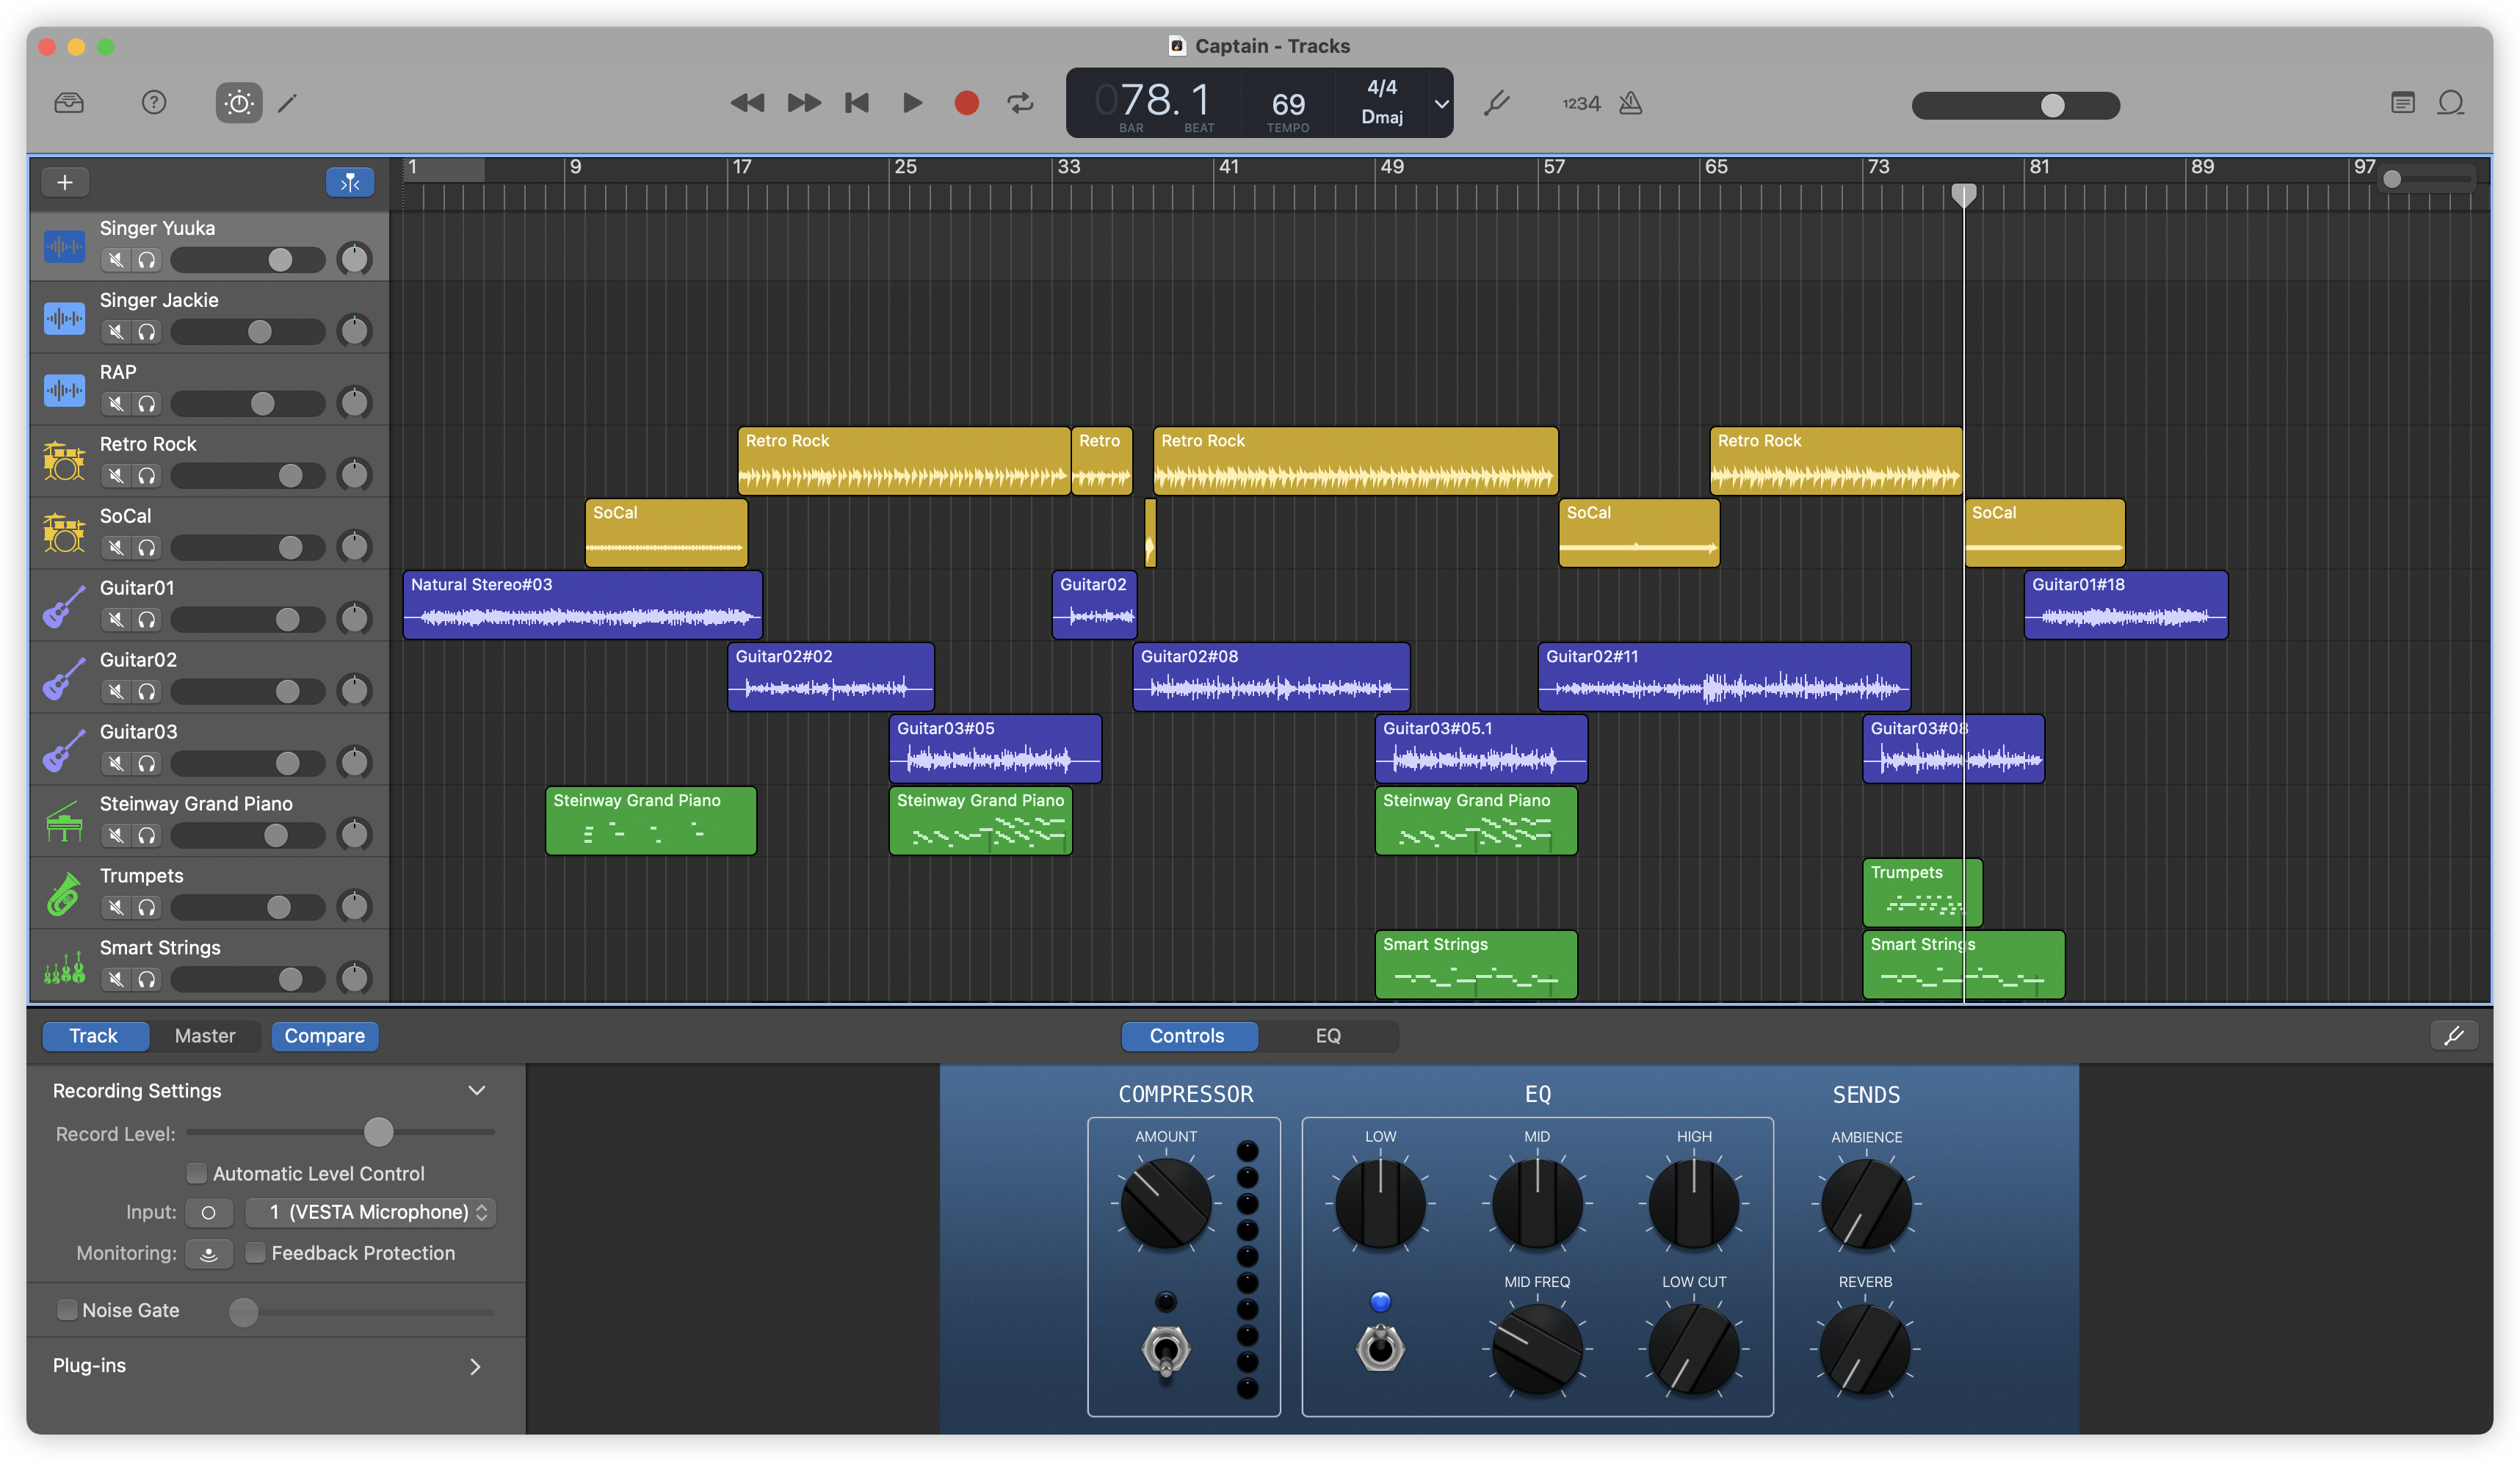 Captain - Tracks
078. 1
BAR
BEAT
69
TEMPO
4/4
Dmaj
1234
1
9
17
25
33
41
49
57
65
73
81
89
97
Singer Yuuka
Singer Jackie
RAP
Retro Rock
Retro Rock
Retro
Retro Rock
Retro Rock
SoCal
SoCal
SoCal
SoCal
Guitar01
Natural Stereo#03
Guitar02
Guitar01#18
Guitar02
Guitar02#02
Guitar02#08
Guitar02#11
Guitar03
Guitar03#05
Guitar03#05.1
Guitar03#08
Steinway Grand Piano
Steinway Grand Piano
Steinway Grand Piano
Steinway Grand Piano
Trumpets
Trumpets
Smart Strings
Smart Strings
Smart Strings
Track
Master
Compare
Controls
EQ
Recording Settings
Record Level:
Automatic Level Control
Input:
1 (VESTA Microphone)
Monitoring:
Feedback Protection
Noise Gate
Plug-ins
COMPRESSOR
AMOUNT
EQ
LOW
MID
HIGH
MID FREQ
LOW CUT
SENDS
AMBIENCE
REVERB